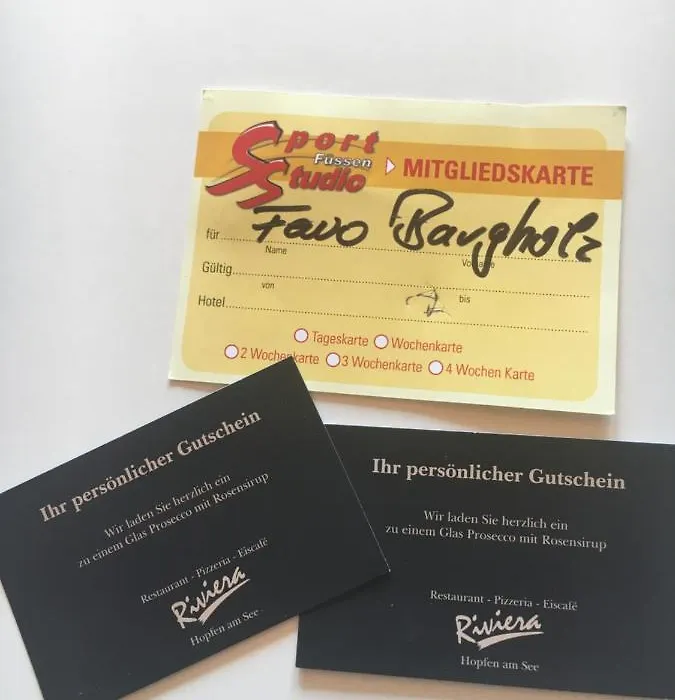 Sport
Füssen
Studio
MITGLIEDSKARTE
für Favo Bargholz
Name Vorname
Gültig
von bis
Hotel
Tageskarte Wochenkarte
2 Wochenkarte 3 Wochenkarte 4 Wochen Karte
Ihr persönlicher Gutschein
Wir laden Sie herzlich ein
zu einem Glas Prosecco mit Rosensirup
Restaurant - Pizzeria - Eiscafé
Riviera
Hopfen am See
Ihr persönlicher Gutschein
Wir laden Sie herzlich ein
zu einem Glas Prosecco mit Rosensirup
Restaurant - Pizzeria - Eiscafé
Riviera
Hopfen am See